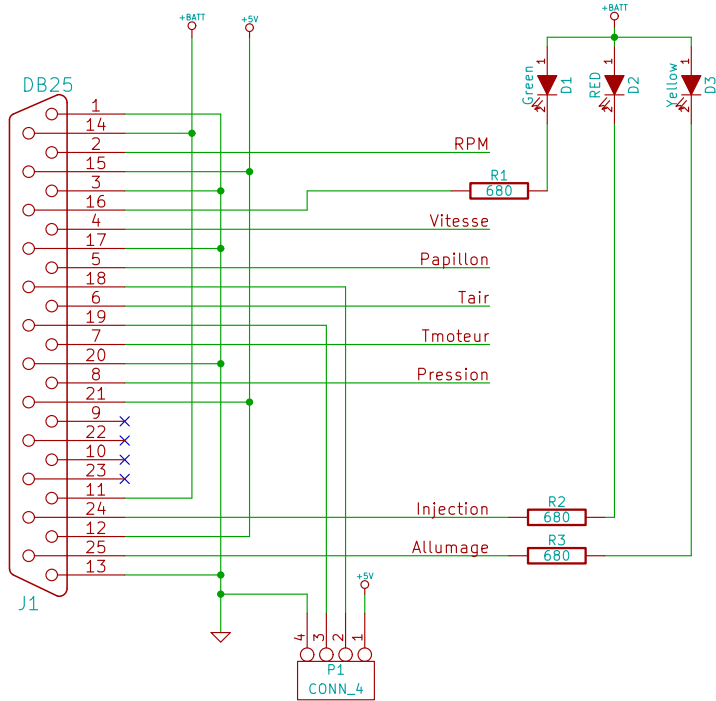 +BATT
+5V
+BATT
DB25
1
14
2
15
3
16
4
17
5
18
6
19
7
20
8
21
9
22
10
23
11
24
12
25
13
J1
RPM
R1
680
Vitesse
Papillon
Tair
Tmoteur
Pression
Injection
Allumage
R2
680
R3
680
1
2
Green
D1
1
2
RED
D2
1
2
Yellow
D3
+5V
4
3
2
1
P1
CONN_4